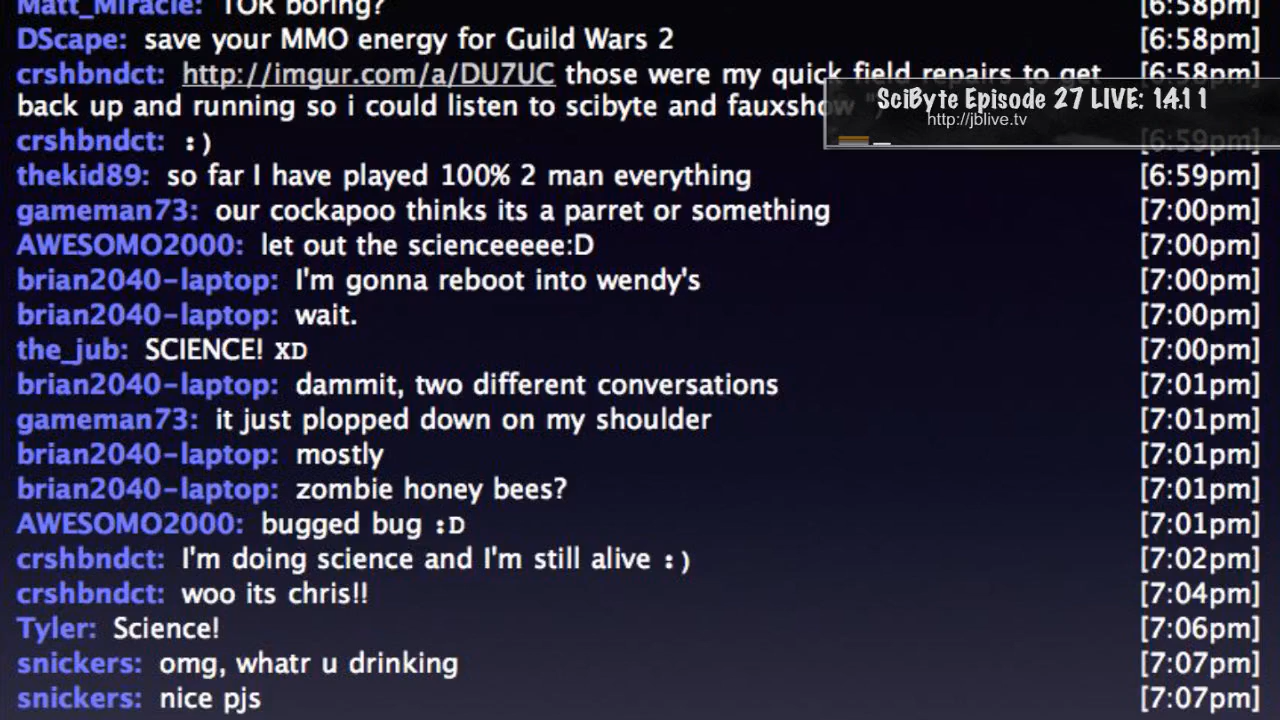 Matt_Miracle: TOR boring? [6:58pm]
DScape: save your MMO energy for Guild Wars 2 [6:58pm]
crshbndct: http://imgur.com/a/DU7UC those were my quick field repairs to get [6:58pm]
back up and running so i could listen to scibyte and fauxshow ")
SciByte Episode 27 LIVE: 14.11
http://jblive.tv
crshbndct: :) [6:59pm]
thekid89: so far I have played 100% 2 man everything [6:59pm]
gameman73: our cockapoo thinks its a parret or something [7:00pm]
AWESOMO2000: let out the scienceeeee:D [7:00pm]
brian2040-laptop: I'm gonna reboot into wendy's [7:00pm]
brian2040-laptop: wait. [7:00pm]
the_jub: SCIENCE! XD [7:00pm]
brian2040-laptop: dammit, two different conversations [7:01pm]
gameman73: it just plopped down on my shoulder [7:01pm]
brian2040-laptop: mostly [7:01pm]
brian2040-laptop: zombie honey bees? [7:01pm]
AWESOMO2000: bugged bug :D [7:01pm]
crshbndct: I'm doing science and I'm still alive :) [7:02pm]
crshbndct: woo its chris!! [7:04pm]
Tyler: Science! [7:06pm]
snickers: omg, whatr u drinking [7:07pm]
snickers: nice pjs [7:07pm]